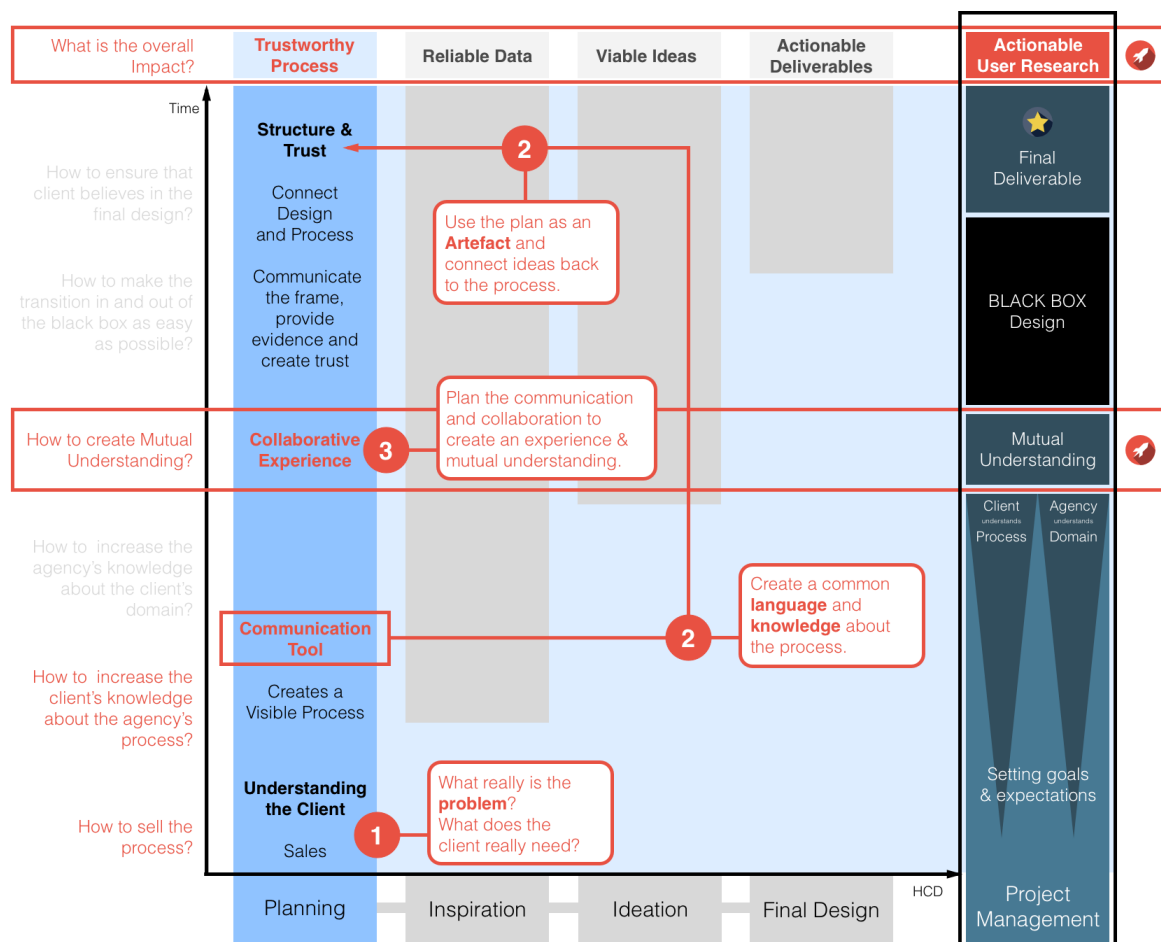 What is the overall
Impact?
Trustworthy
Process
Reliable Data
Viable Ideas
Actionable
Deliverables
Actionable
User Research
Time
How to ensure that
client believes in the
final design?
How to make the
transition in and out of
the black box as easy
as possible?
How to create Mutual
Understanding?
How to  increase the
agency's knowledge
about the client's
domain?
How to  increase the
client's knowledge
about the agency's
process?
How to sell the
process?
Structure &
Trust
Connect
Design
and Process
Communicate
the frame,
provide
evidence and
create trust
Collaborative
Experience
Communication
Tool
Creates a
Visible Process
Understanding
the Client
Sales
2
Use the plan as an
Artefact and
connect ideas back
to the process.
3
Plan the communication
and collaboration to
create an experience &
mutual understanding.
2
Create a common
language and
knowledge about
the process.
1
What really is the
problem?
What does the
client really need?
Final
Deliverable
BLACK BOX
Design
Mutual
Understanding
Client
understands
Process
Agency
understands
Domain
Setting goals
& expectations
Project
Management
HCD
Planning
Inspiration
Ideation
Final Design